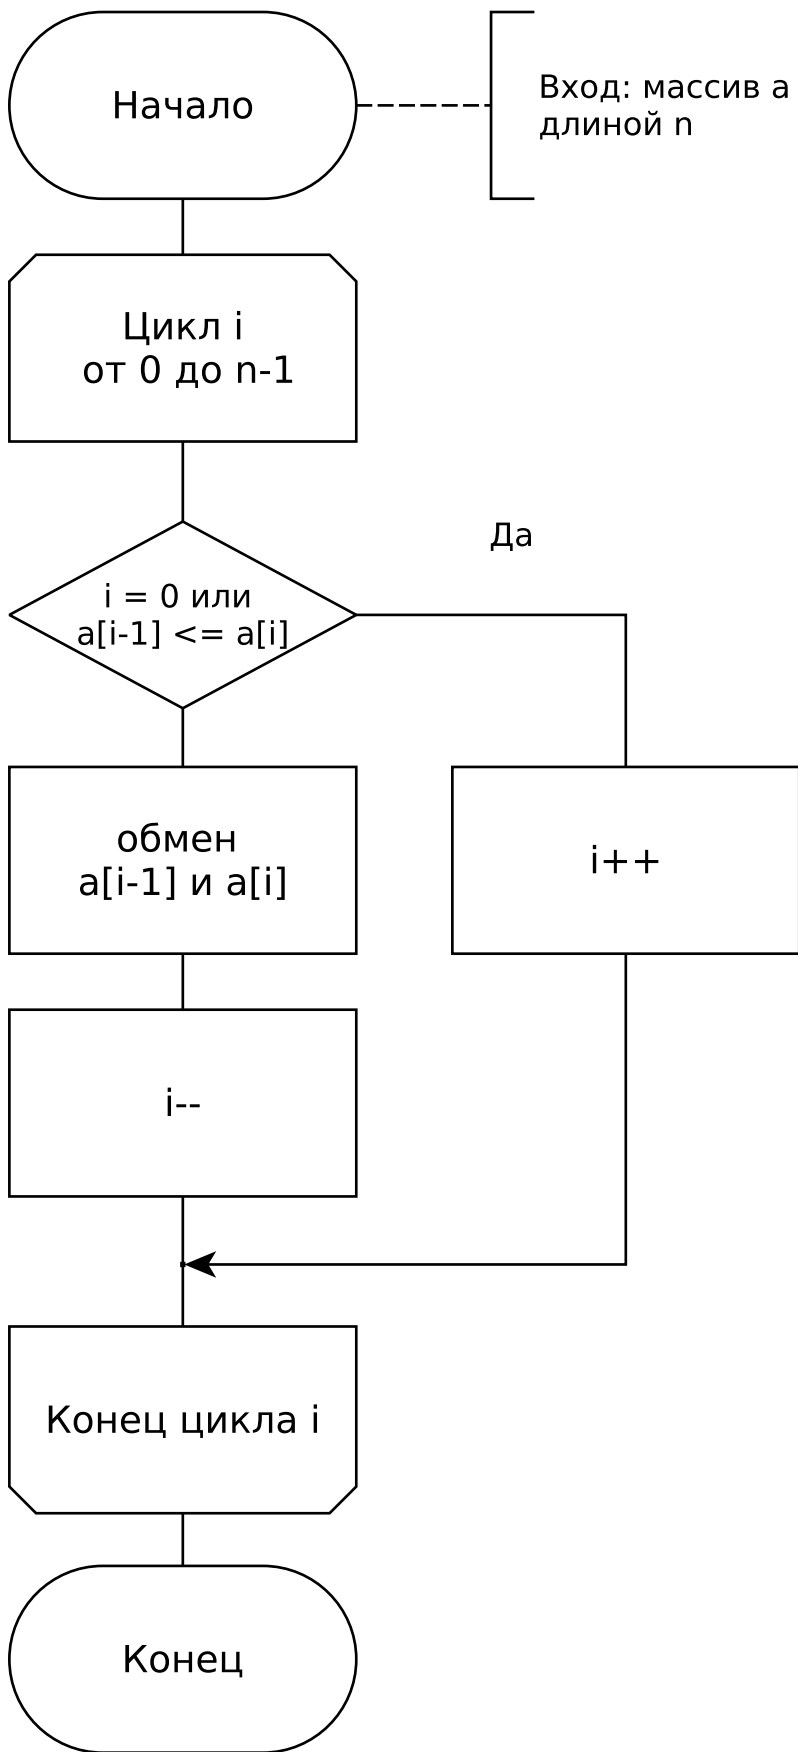 Начало
Вход: массив a
длиной n
Цикл i
от 0 до n-1
Да
i = 0 или
a[i-1] <= a[i]
обмен
a[i-1] и a[i]
i++
i--
Конец цикла i
Конец